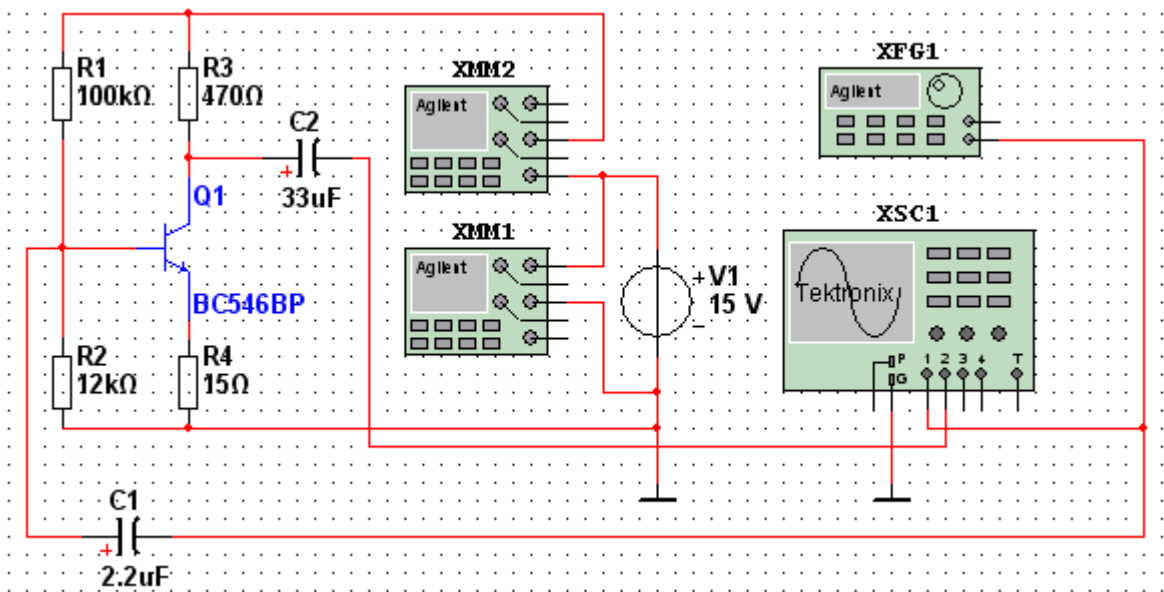 R1
100kΩ
R3
470Ω
C2
+
33uF
Q1
BC546BP
R2
12kΩ
R4
15Ω
C1
+
2.2uF
XMM2
Agilent
XMM1
Agilent
+
V1
15 V
–
XFG1
Agilent
XSC1
Tektronix
P
G
1 2 3 4 T